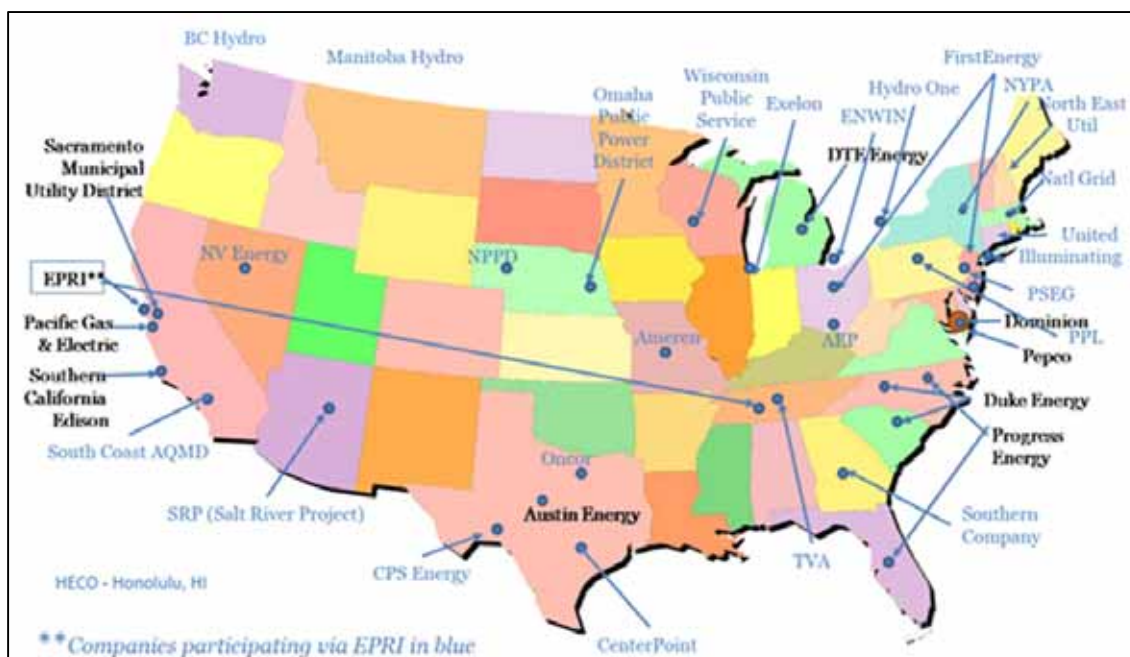 BC Hydro
Manitoba Hydro
FirstEnergy
Wisconsin
Public
Service
Exelon
Hydro One
NYPA
Omaha
Public
Power
District
ENWIN
North East
Util
Sacramento
Municipal
Utility District
DTE Energy
Natl Grid
NV Energy
NPPD
United
Illuminating
EPRI**
PSEG
Pacific Gas
& Electric
Dominion
Ameren
AEP
PPL
Pepco
Southern
California
Edison
Duke Energy
South Coast AQMD
Progress
Energy
Oncor
SRP (Salt River Project)
Austin Energy
Southern
Company
TVA
CPS Energy
HECO - Honolulu, HI
CenterPoint
**Companies participating via EPRI in blue